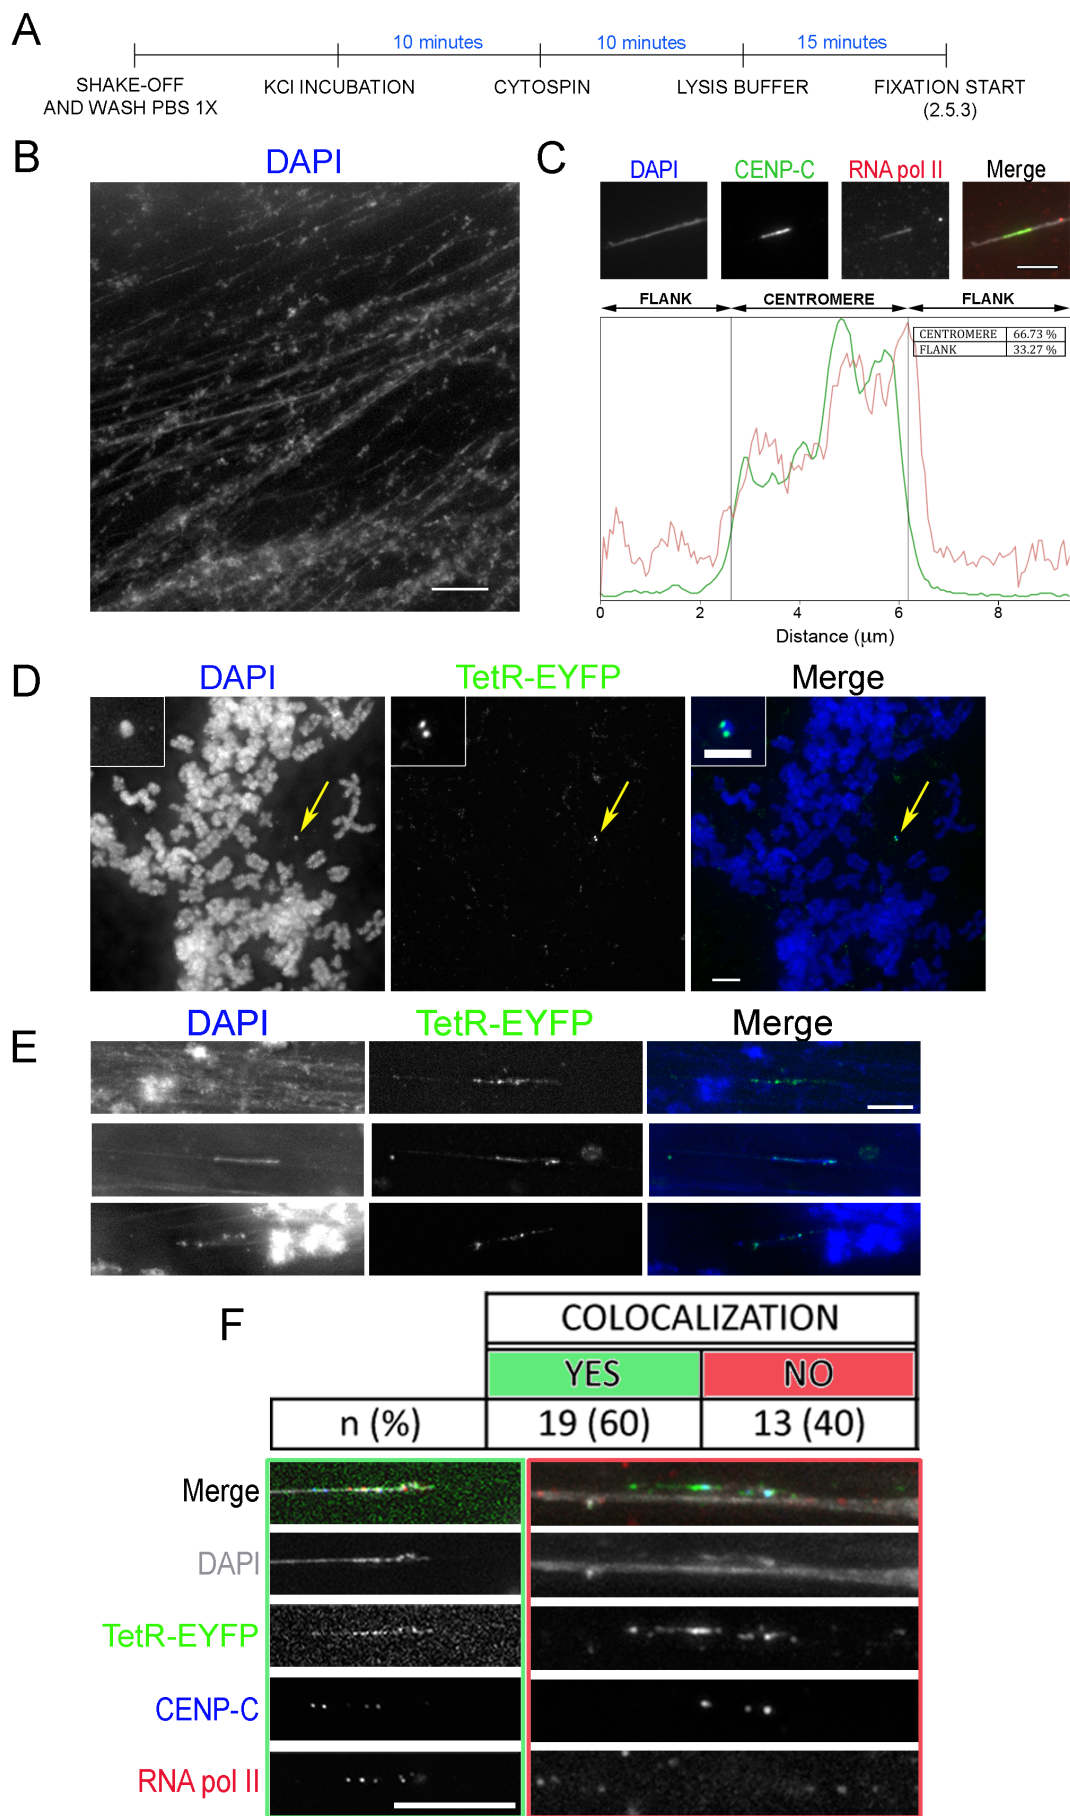 A
10 minutes
10 minutes
15 minutes
SHAKE-OFF
AND WASH PBS 1X
KCl INCUBATION
CYTOSPIN
LYSIS BUFFER
FIXATION START
(2.5.3)
B
DAPI
C
DAPI
CENP-C
RNA pol II
Merge
FLANK
CENTROMERE
FLANK
CENTROMERE 66.73 %
FLANK 33.27 %
0 2 4 6 8
Distance (µm)
D
DAPI
TetR-EYFP
Merge
E
DAPI
TetR-EYFP
Merge
F
COLOCALIZATION
YES NO
n (%) 19 (60) 13 (40)
Merge
DAPI
TetR-EYFP
CENP-C
RNA pol II